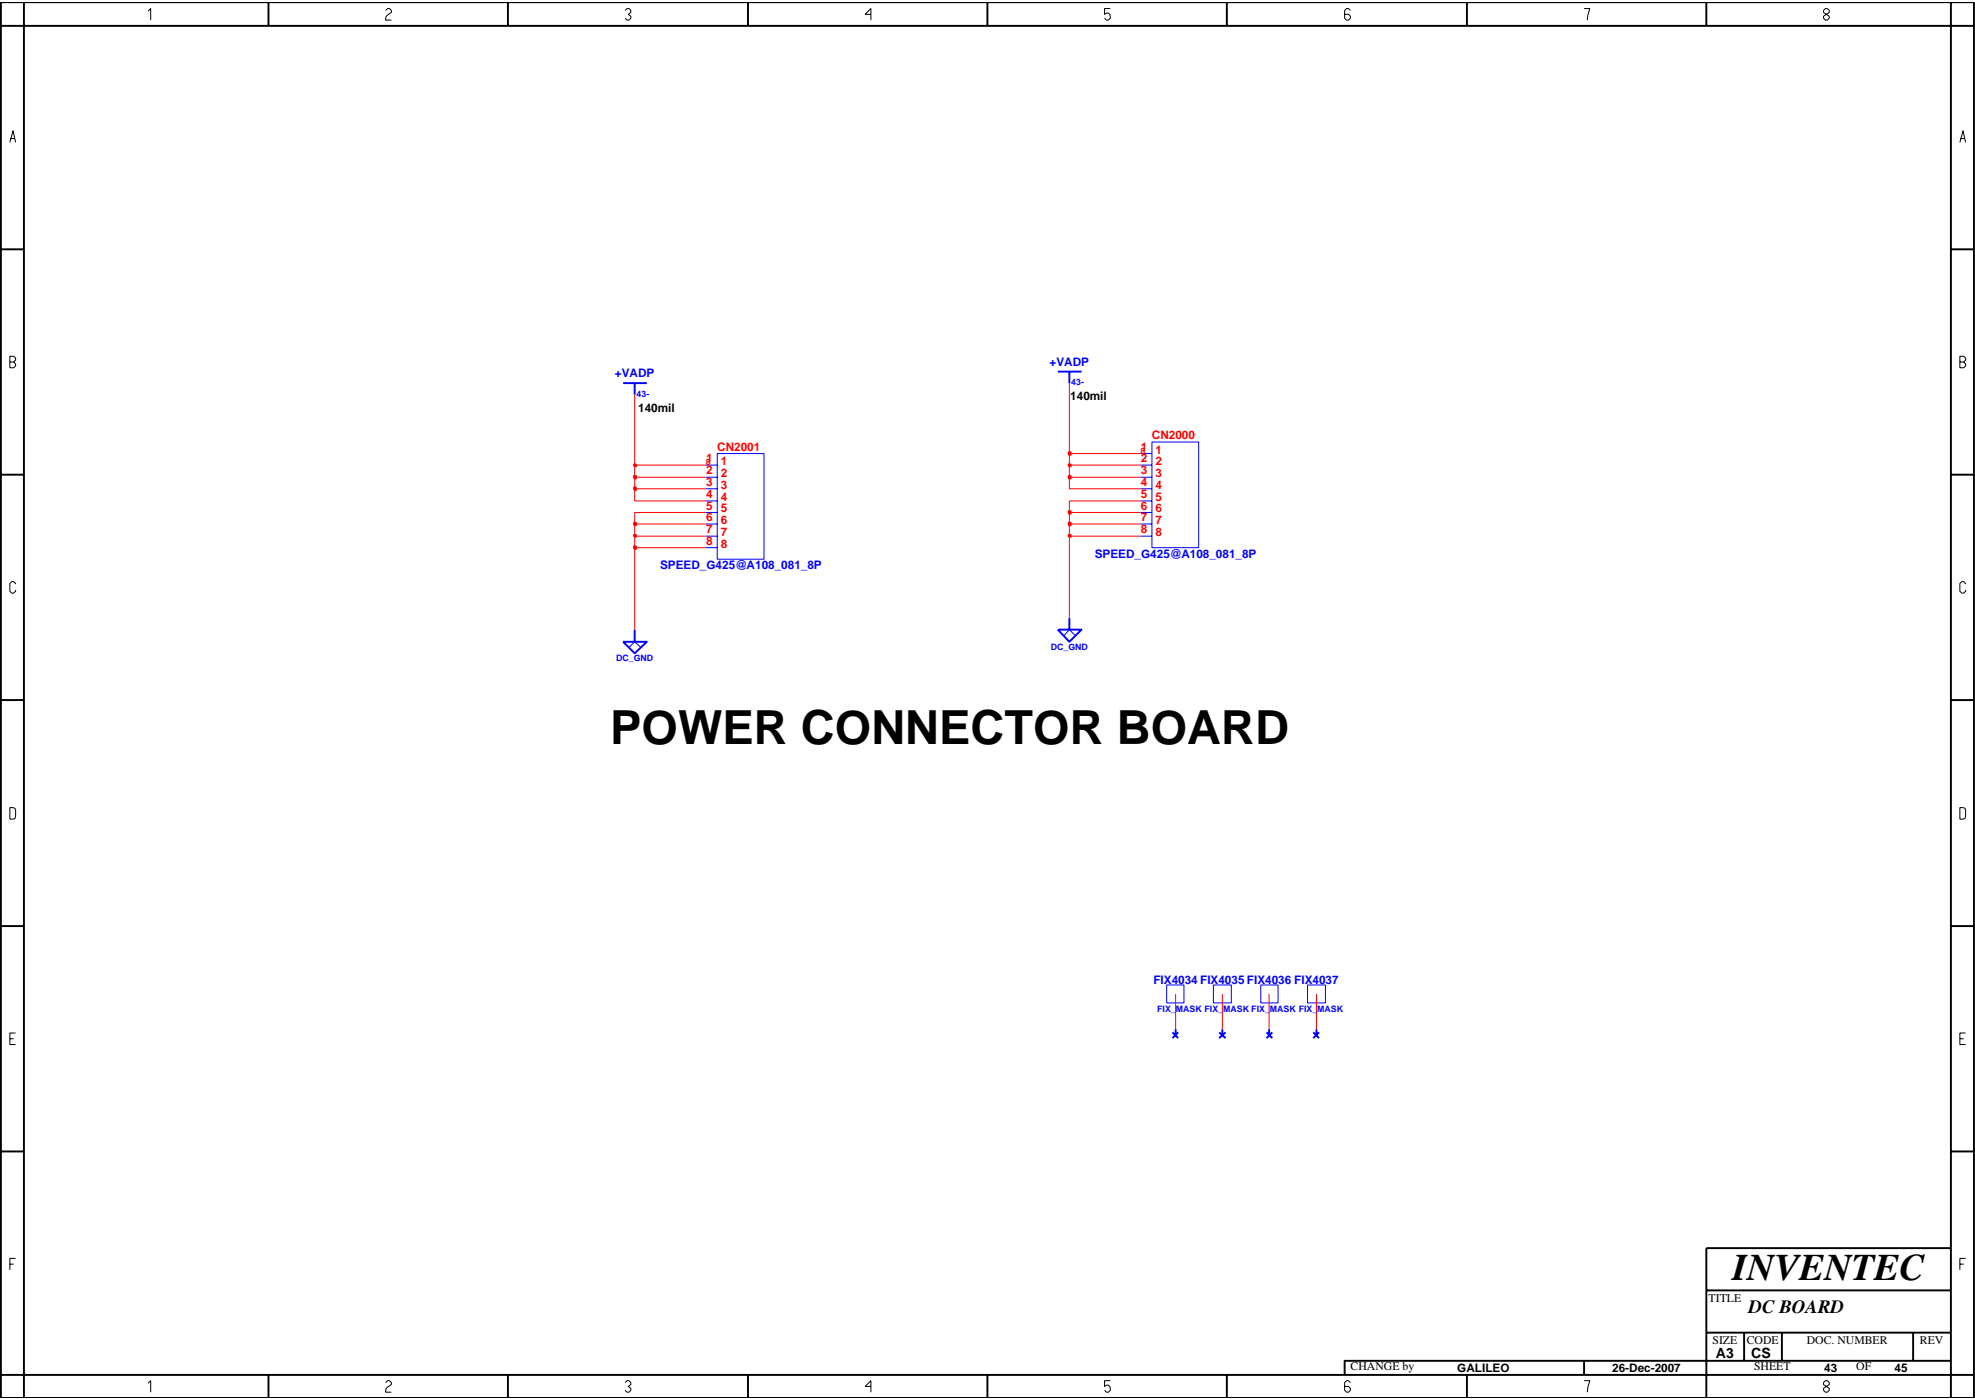 1 2 3 4 5 6 7 8
A A
B B
C C
D D
E E
F F
+VADP
43-
140mil
CN2001
1 1
2 2
3 3
4 4
5 5
6 6
7 7
8 8
SPEED_G425@A108_081_8P
DC_GND
+VADP
43-
140mil
CN2000
1 1
2 2
3 3
4 4
5 5
6 6
7 7
8 8
SPEED_G425@A108_081_8P
DC_GND
POWER CONNECTOR BOARD
FIX4034 FIX4035 FIX4036 FIX4037
FIX_MASK FIX_MASK FIX_MASK FIX_MASK
INVENTEC
TITLE DC BOARD
SIZE CODE DOC. NUMBER REV
A3 CS
CHANGE by GALILEO 26-Dec-2007 SHEET 43 OF 45
1 2 3 4 5 6 7 8